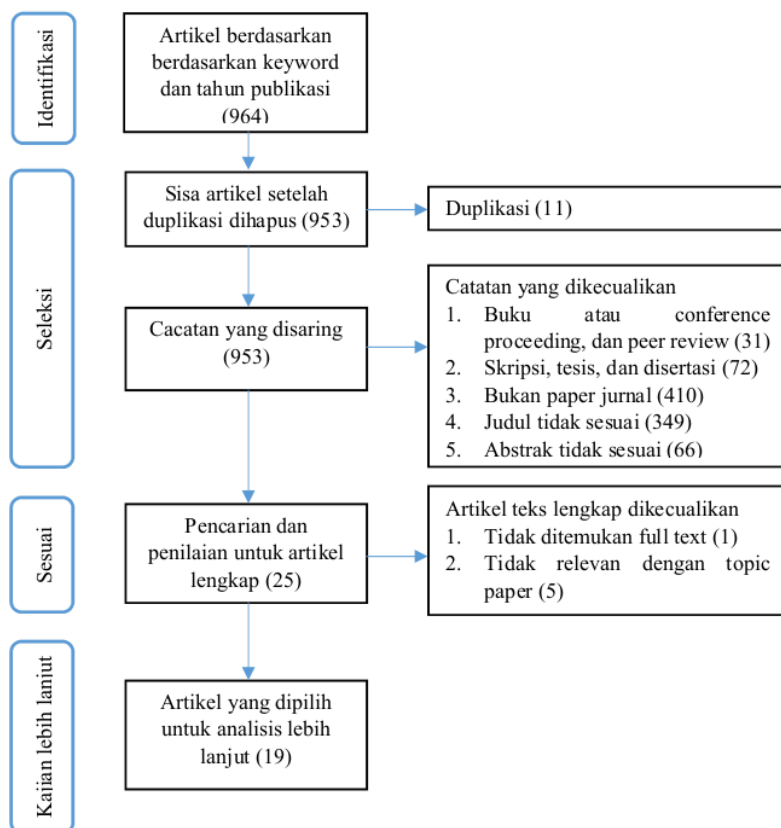 Identifikasi
Artikel berdasarkan
berdasarkan keyword
dan tahun publikasi
(964)
Seleksi
Sisa artikel setelah
duplikasi dihapus (953)
Duplikasi (11)
Cacatan yang disaring
(953)
Catatan yang dikecualikan
1. Buku atau conference
proceeding, dan peer review (31)
2. Skripsi, tesis, dan disertasi (72)
3. Bukan paper jurnal (410)
4. Judul tidak sesuai (349)
5. Abstrak tidak sesuai (66)
Sesuai
Pencarian dan
penilaian untuk artikel
lengkap (25)
Artikel teks lengkap dikecualikan
1. Tidak ditemukan full text (1)
2. Tidak relevan dengan topic
paper (5)
Kajian lebih lanjut
Artikel yang dipilih
untuk analisis lebih
lanjut (19)